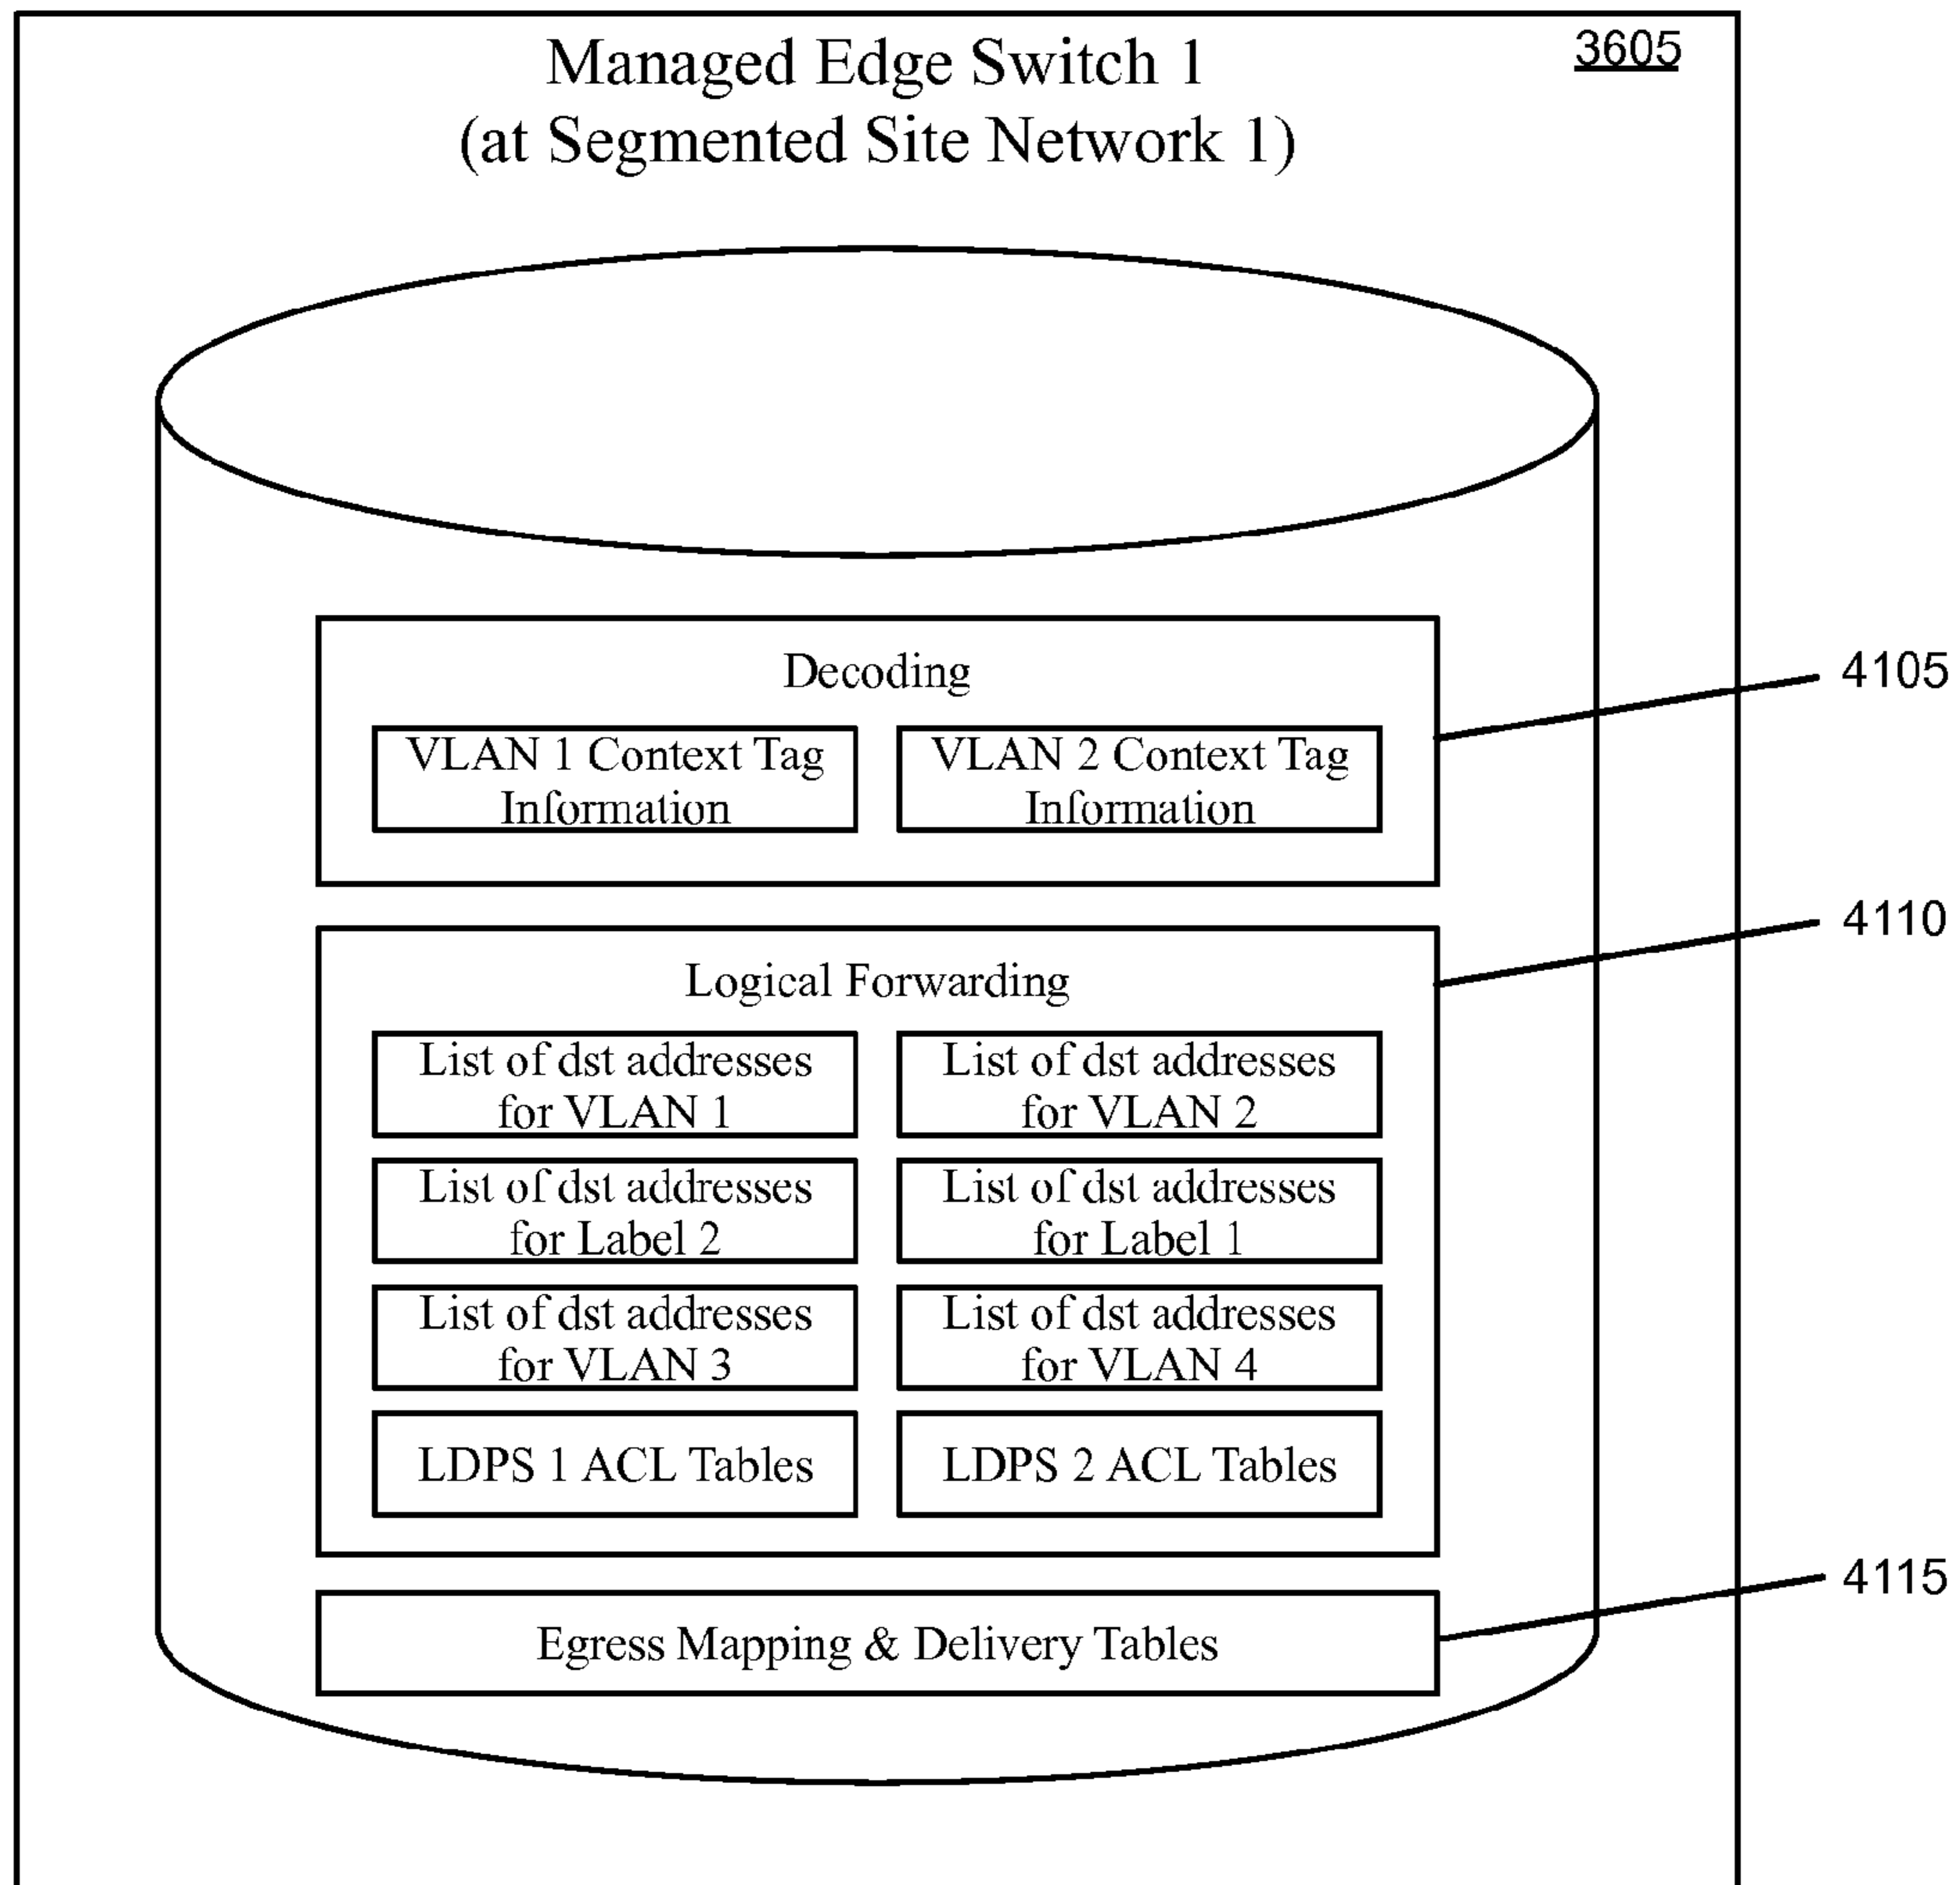 Managed Edge Switch 1
3605
(at Segmented Site Network 1)
Decoding
4105
VLAN 1 Context Tag
Information
VLAN 2 Context Tag
Information
4110
Logical Forwarding
List of dst addresses
for VLAN 1
List of dst addresses
for VLAN 2
List of dst addresses
for Label 2
List of dst addresses
for Label 1
List of dst addresses
for VLAN 3
List of dst addresses
for VLAN 4
LDPS 1 ACL Tables
LDPS 2 ACL Tables
4115
Egress Mapping & Delivery Tables